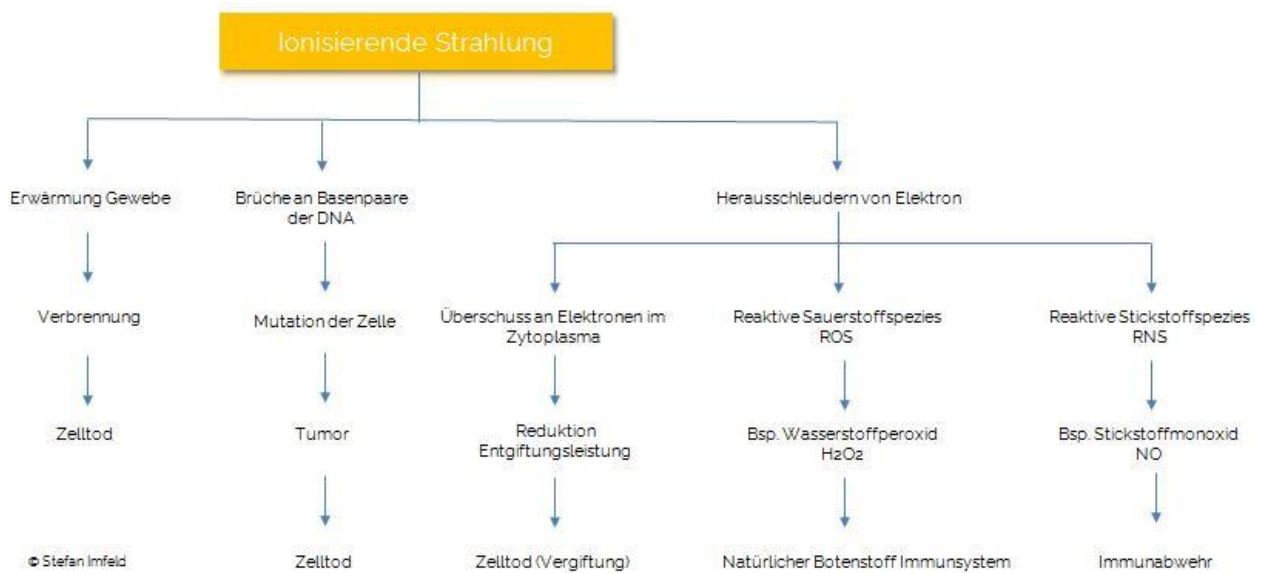 Ionisierende Strahlung
Erwärmung Gewebe
Brüche an Basenpaare
der DNA
Herausschleudern von Elektron
Verbrennung
Mutation der Zelle
Überschuss an Elektronen im
Zytoplasma
Reaktive Sauerstoffspezies
ROS
Reaktive Stickstoffspezies
RNS
Zelltod
Tumor
Reduktion
Entgiftungsleistung
Bsp. Wasserstoffperoxid
H2O2
Bsp. Stickstoffmonoxid
NO
© Stefan Imfeld
Zelltod
Zelltod (Vergiftung)
Natürlicher Botenstoff Immunsystem
Immunabwehr